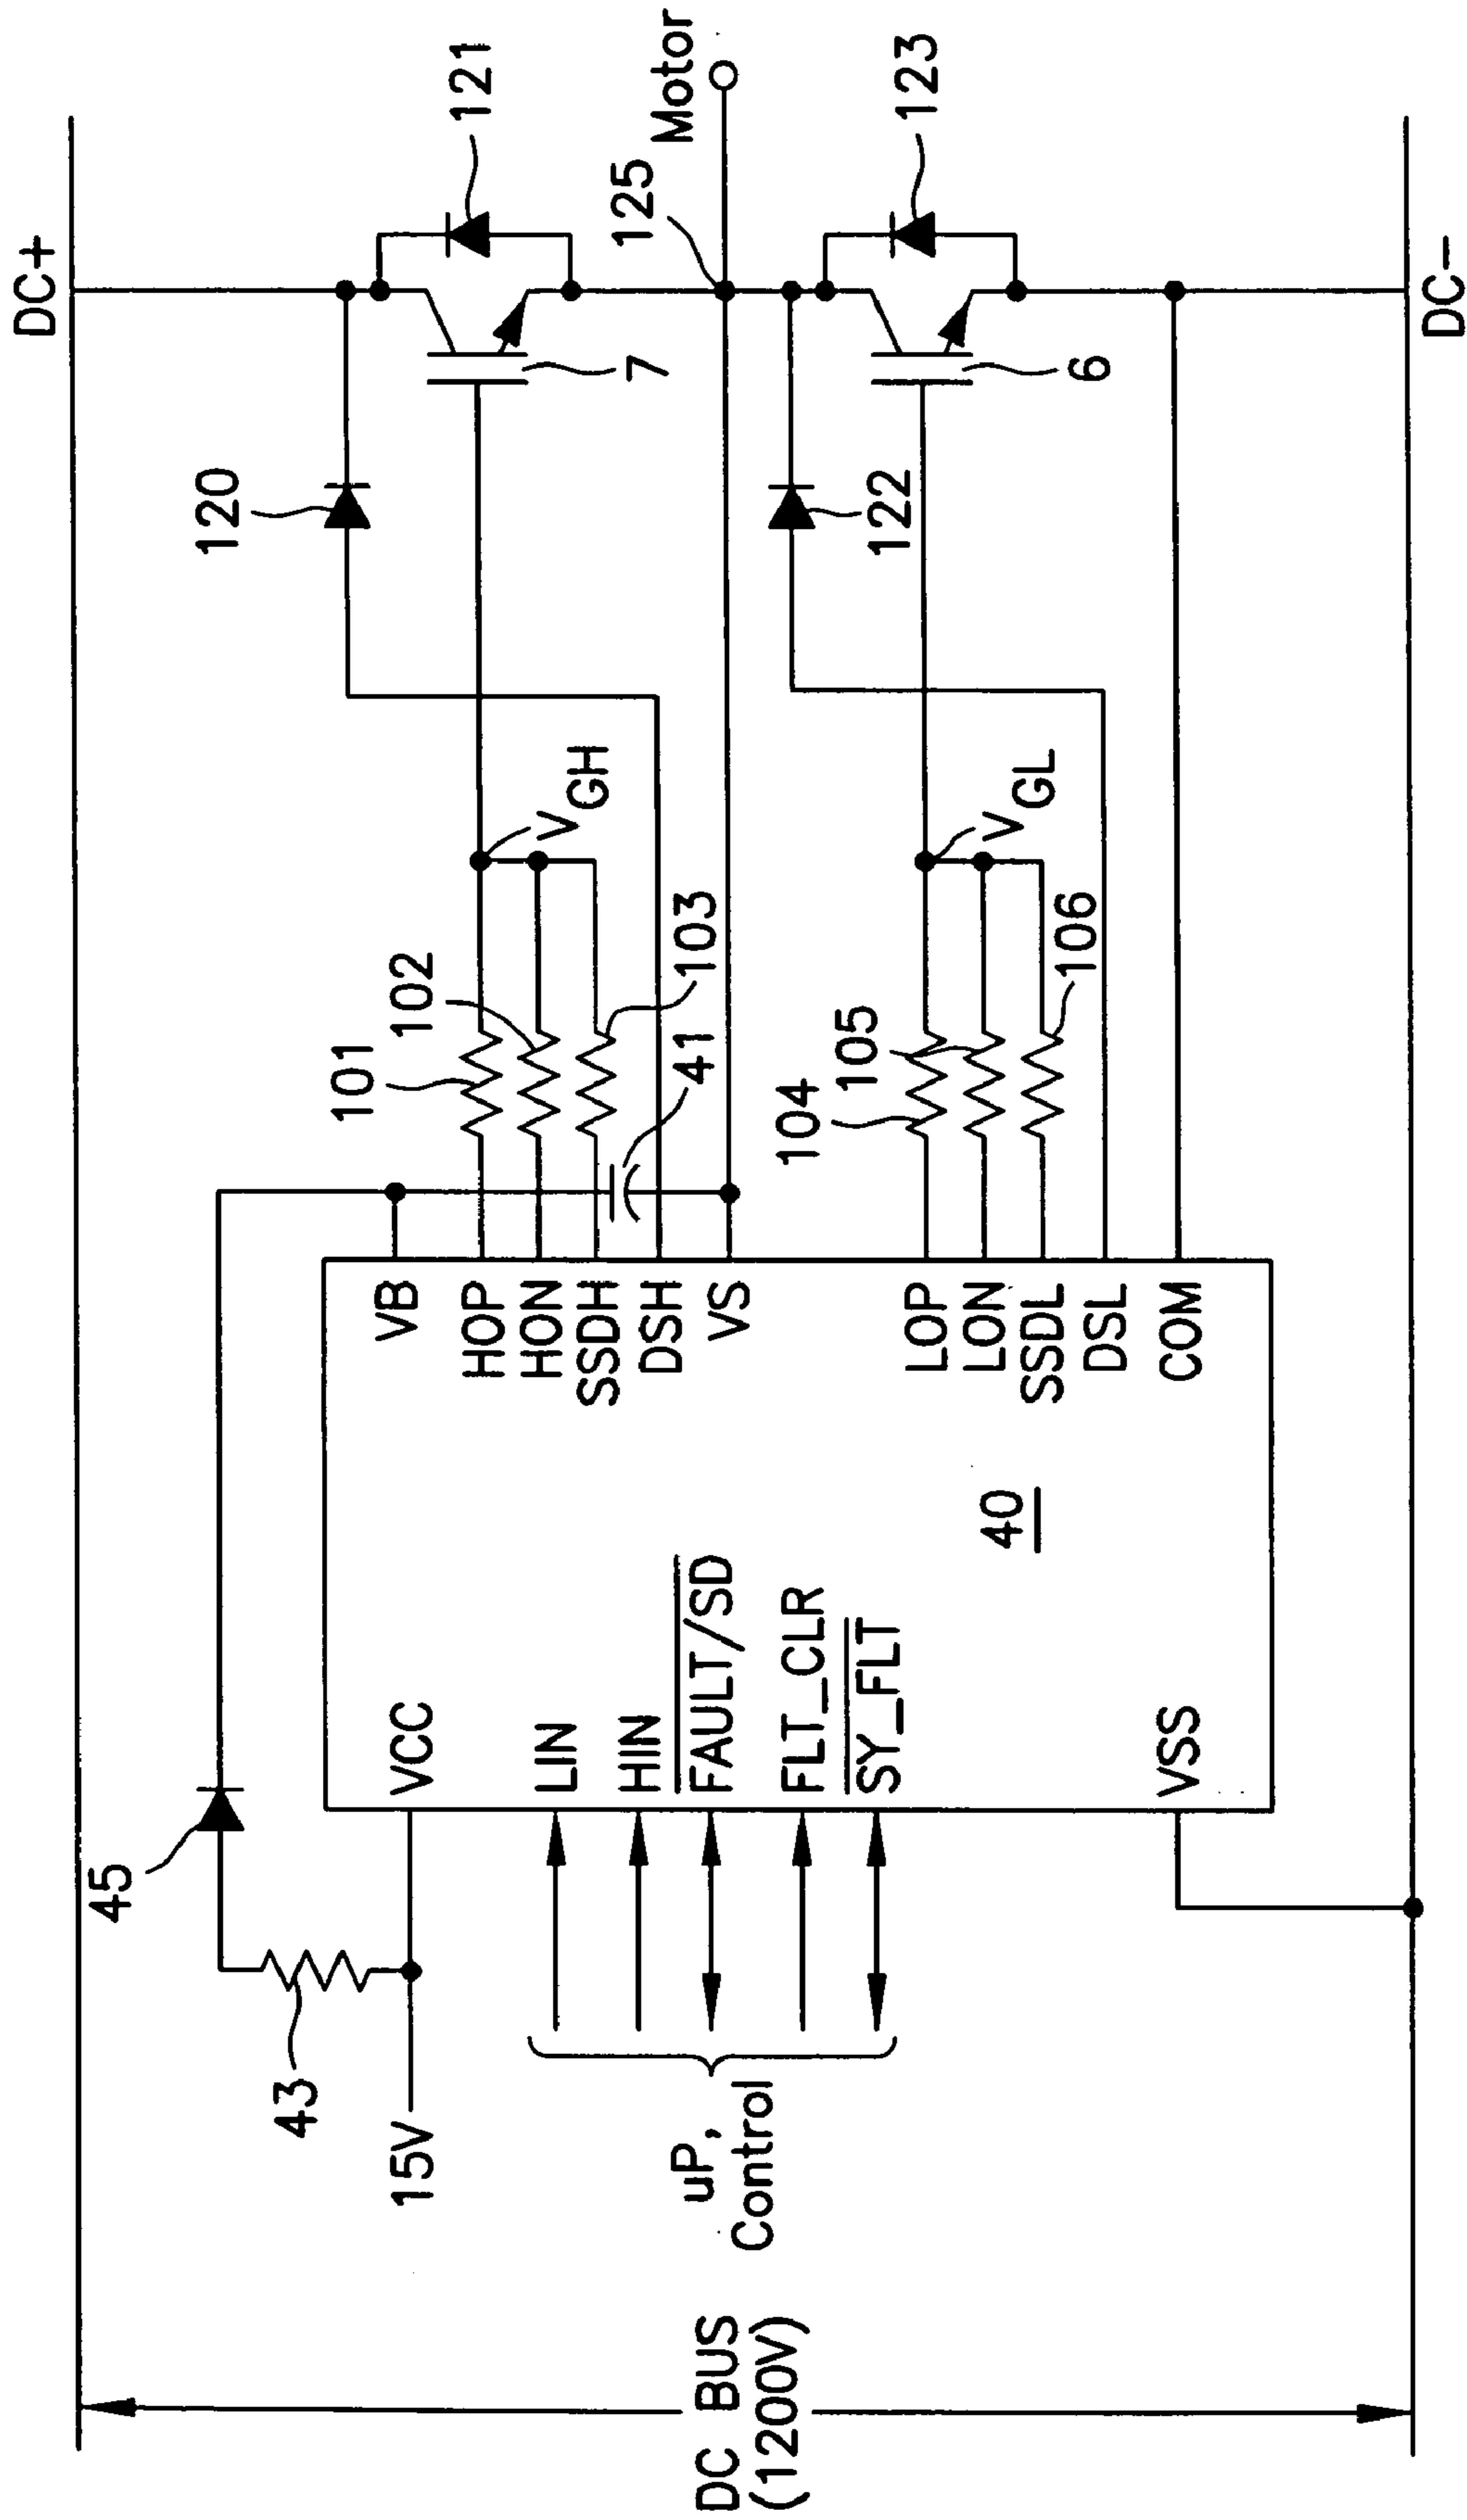 DC+
DC-
DC BUS
(1200V)
15V
43
45
uP,
Control
VCC
LIN
HIN
FAULT/SD
FLT_CLR
SY_FLT
VSS
40
VB
HOP
HON
SSDH
DSH
VS
LOP
LON
SSDL
DSL
COM
101
102
103
41
104
105
106
VGH
VGL
120
122
7
6
121
125
Motor
123